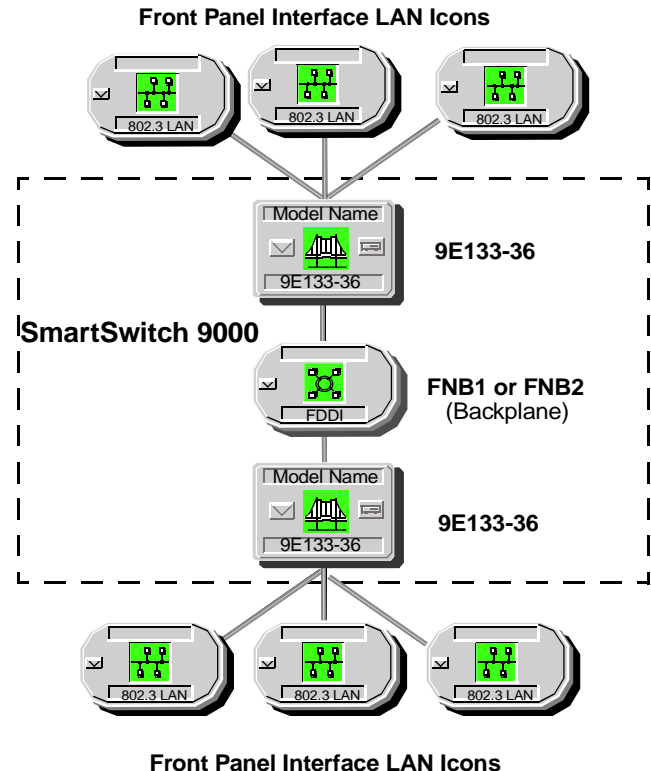 Front Panel Interface LAN Icons
802.3 LAN
802.3 LAN
802.3 LAN
Model Name
9E133-36
9E133-36
SmartSwitch 9000
FDDI
FNB1 or FNB2
(Backplane)
Model Name
9E133-36
9E133-36
802.3 LAN
802.3 LAN
802.3 LAN
Front Panel Interface LAN Icons